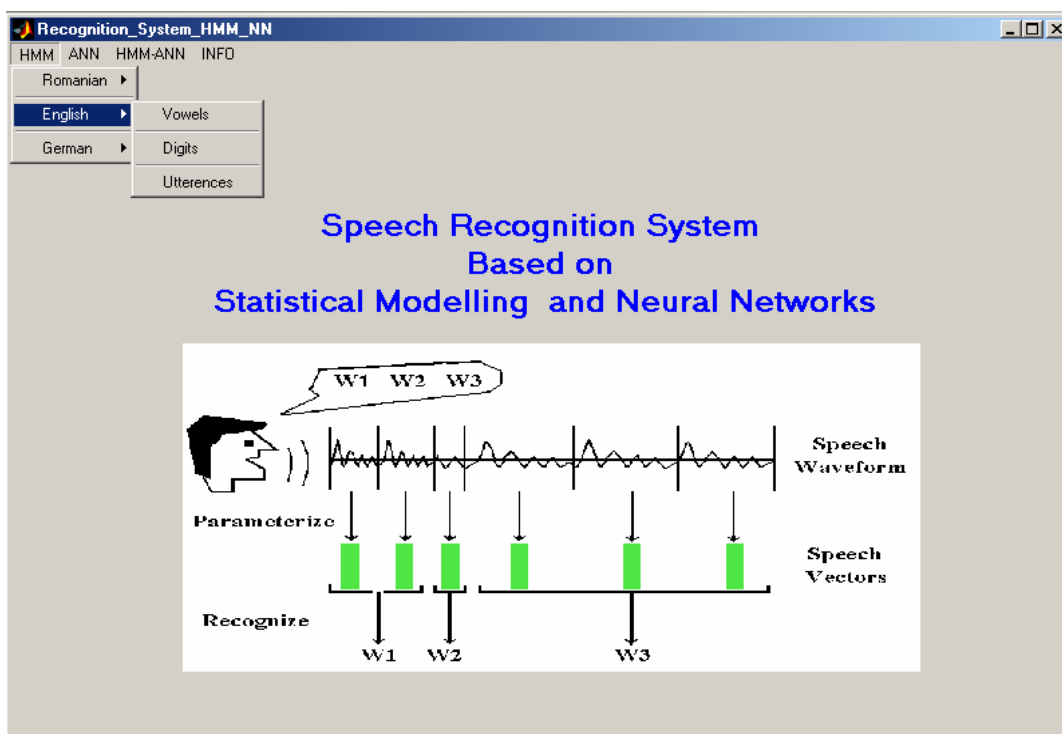 Recognition_System_HMM_NN
HMM ANN HMM-ANN INFO
Romanian
English
German
Vowels
Digits
Utterences
Speech Recognition System
Based on
Statistical Modelling and Neural Networks
W1 W2 W3
Speech
Waveform
Parameterize
Speech
Vectors
Recognize
W1 W2 W3